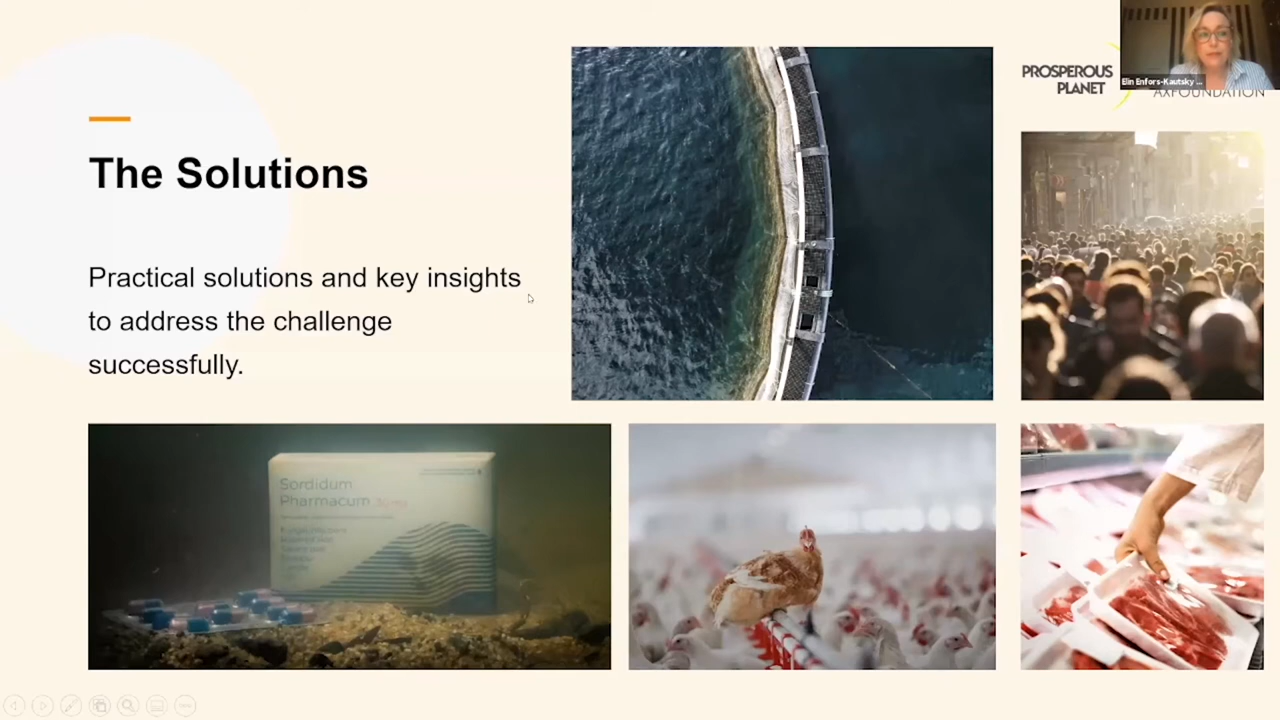 The Solutions
Practical solutions and key insights
to address the challenge
successfully.
PROSPEROUS
PLANET
Elin Enfors-Kautsky ...
AXFOUNDATION
Sordidum
Pharmacum